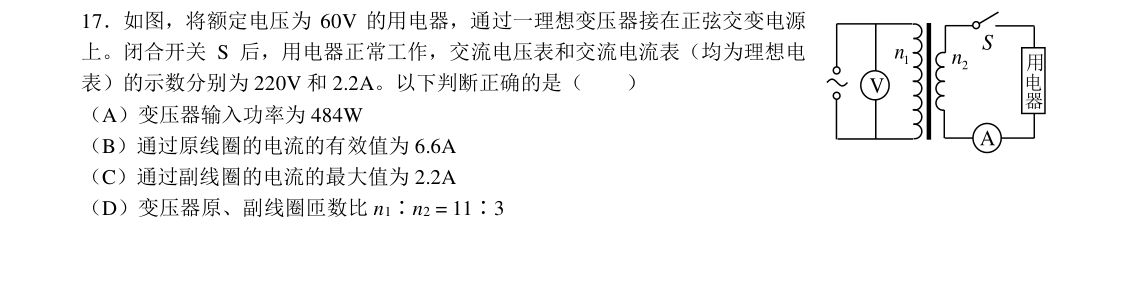 17．如图，将额定电压为 60V 的用电器，通过一理想变压器接在正弦交变电源
上。闭合开关 S 后，用电器正常工作，交流电压表和交流电流表（均为理想电
表）的示数分别为 220V 和 2.2A。以下判断正确的是（　　）
（A）变压器输入功率为 484W
（B）通过原线圈的电流的有效值为 6.6A
（C）通过副线圈的电流的最大值为 2.2A
（D）变压器原、副线圈匝数比 n₁∶n₂ = 11∶3
S
n₁
n₂
V
用电器
A